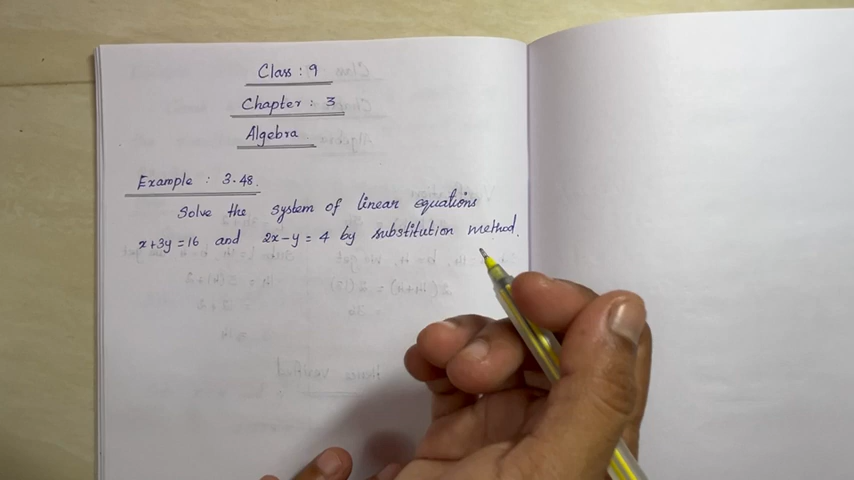 Class : 9
Chapter : 3
Algebra
Example : 3.48.
Solve the system of linear equations
x+3y=16 and 2x-y=4 by substitution method.